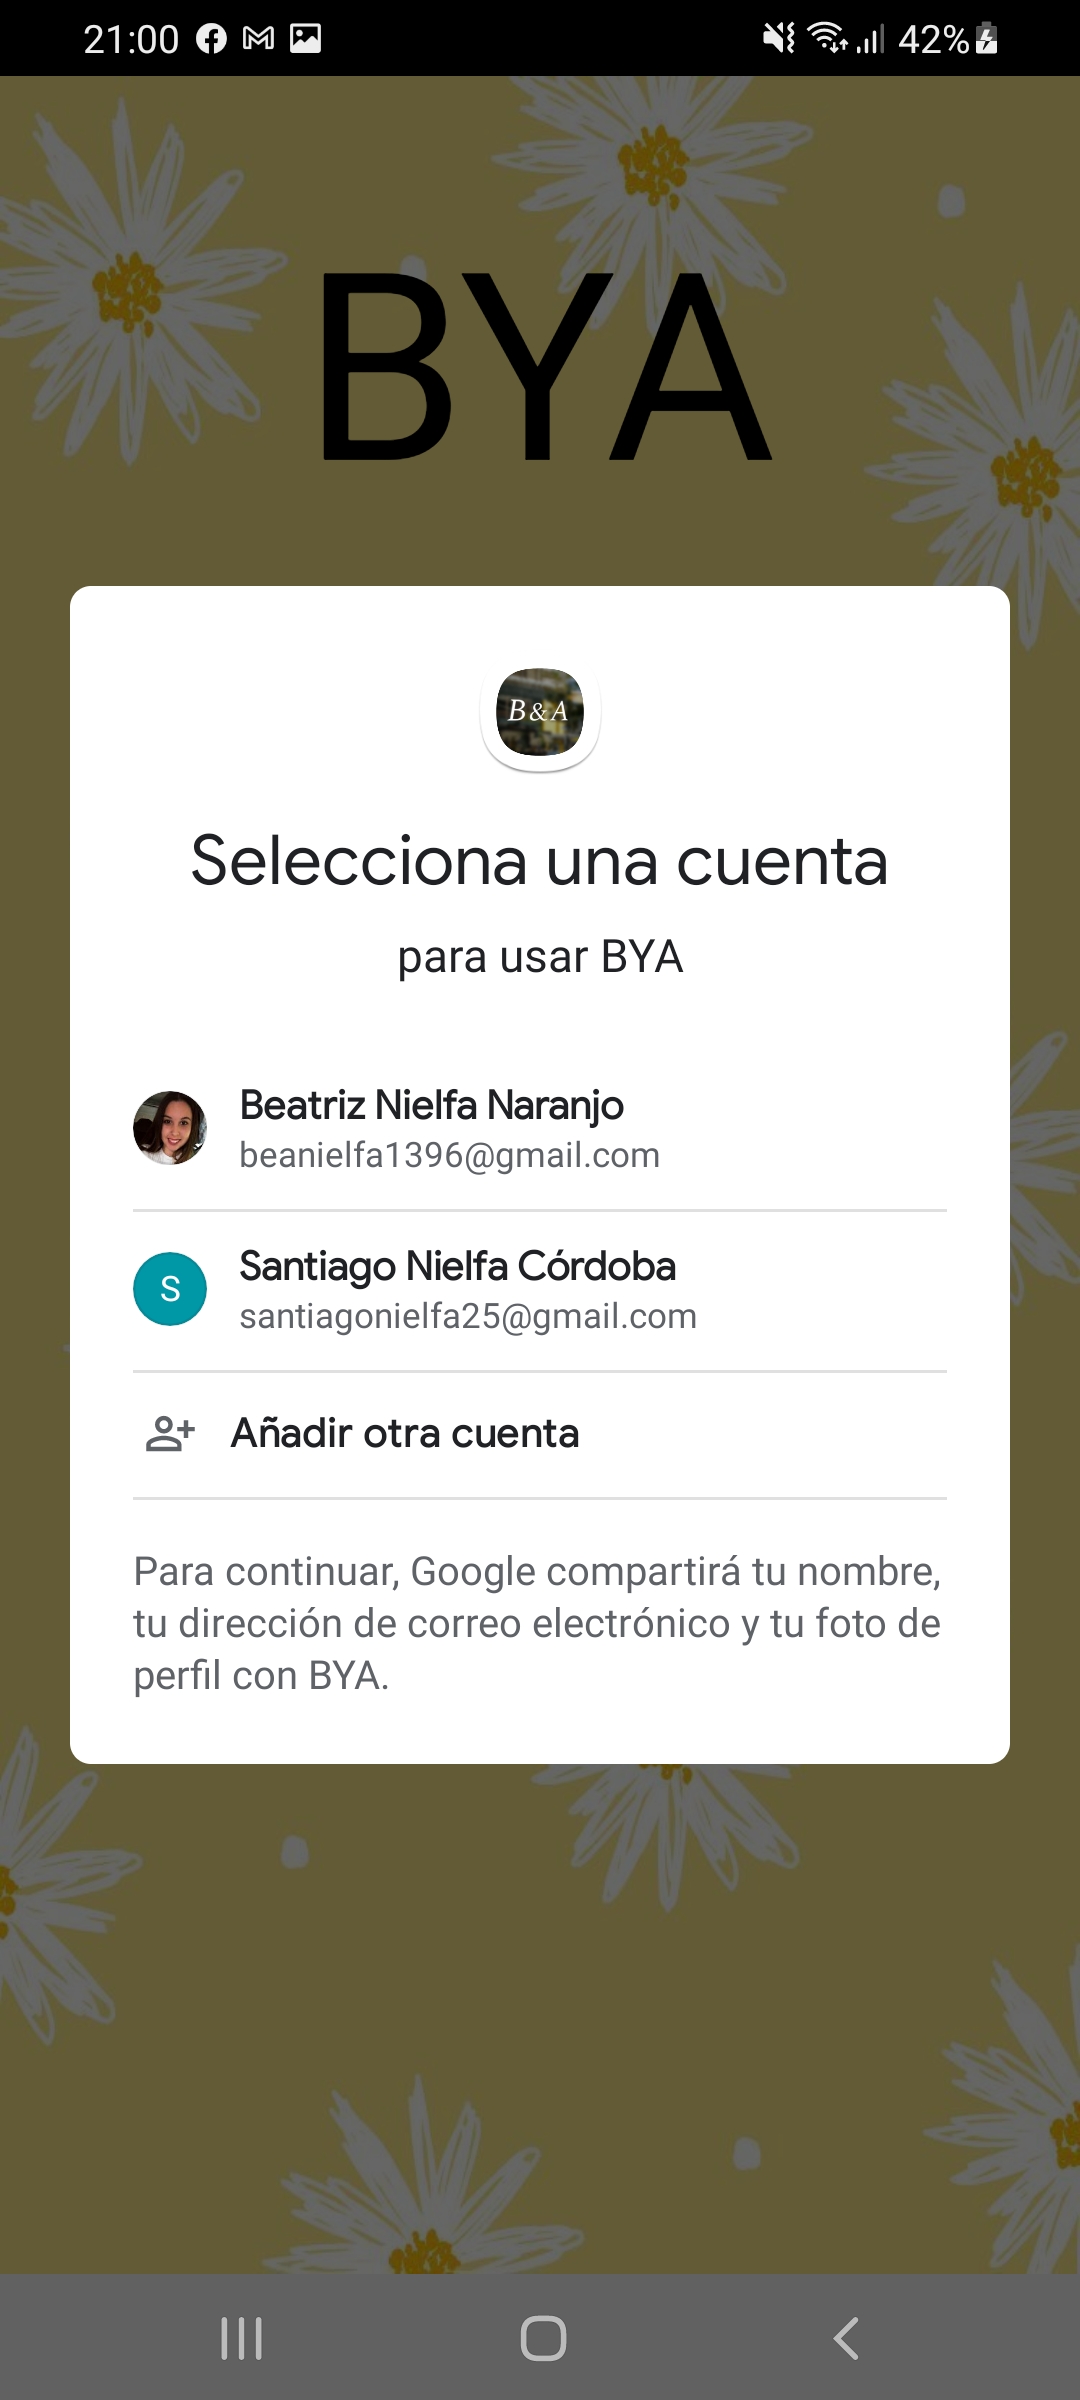 21:00
42%
BYA
B&A
Selecciona una cuenta
para usar BYA
Beatriz Nielfa Naranjo
beanielfa1396@gmail.com
S
Santiago Nielfa Córdoba
santiagonielfa25@gmail.com
Añadir otra cuenta
Para continuar, Google compartirá tu nombre,
tu dirección de correo electrónico y tu foto de
perfil con BYA.